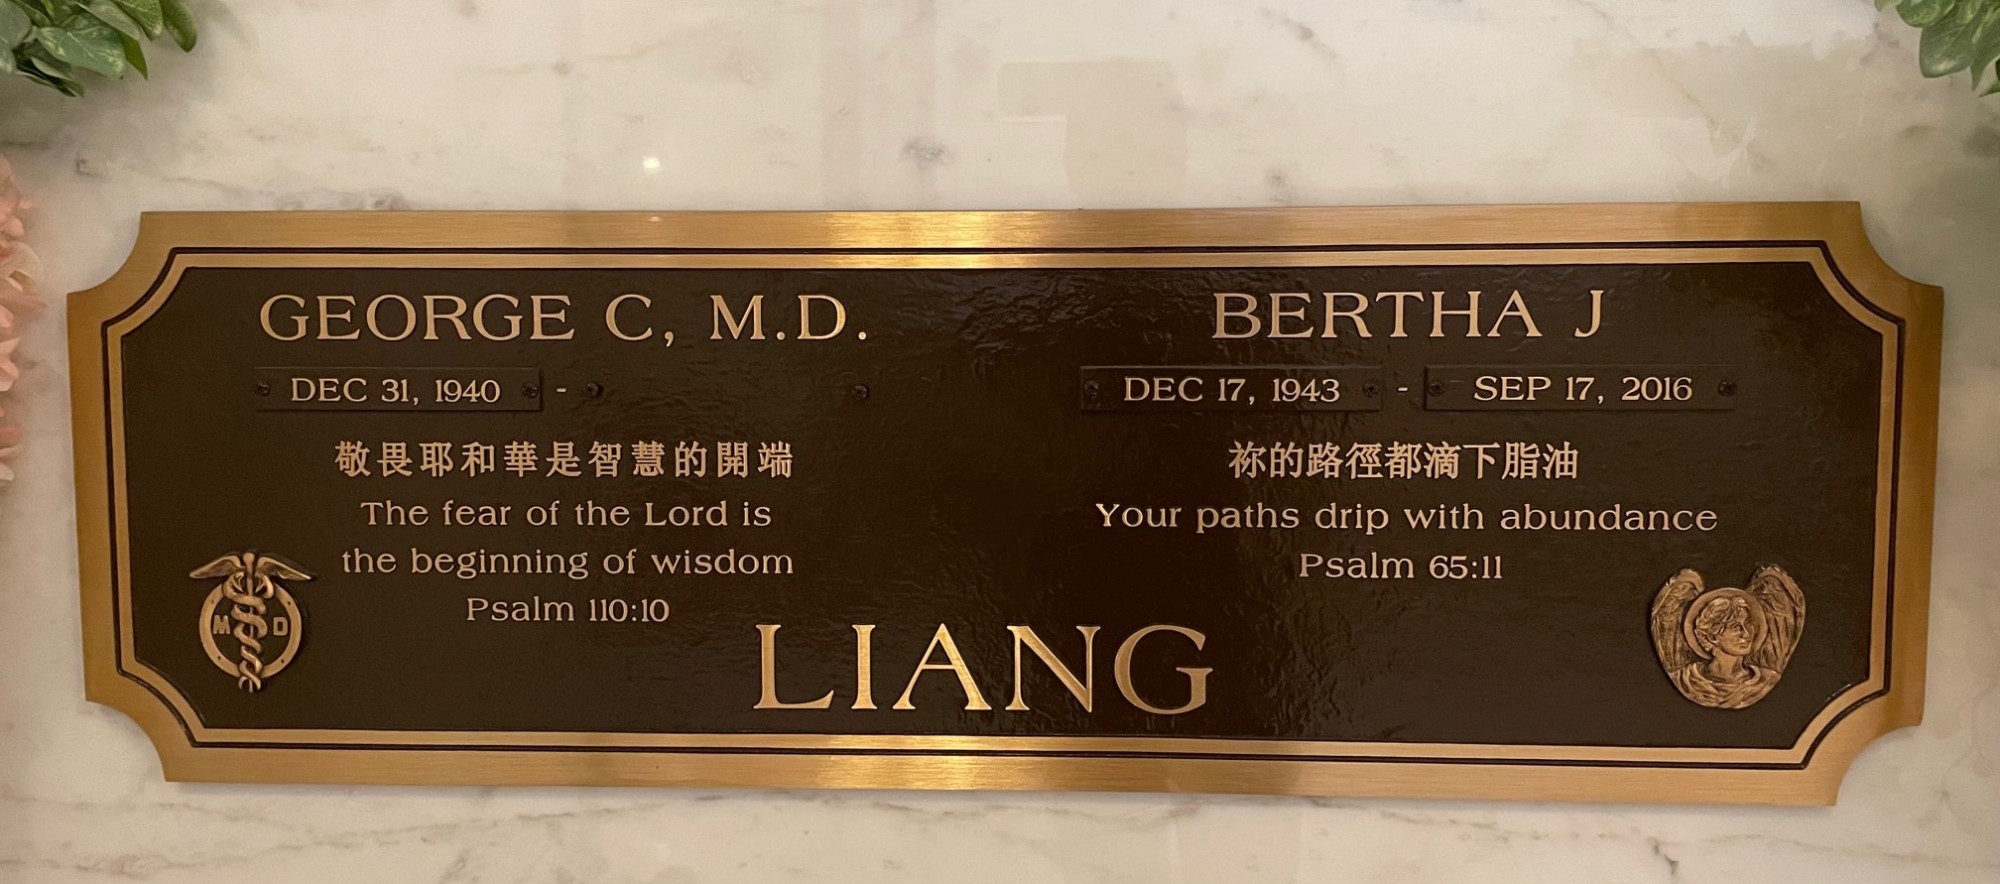 GEORGE C, M.D.
DEC 31, 1940 -
敬畏耶和華是智慧的開端
The fear of the Lord is
the beginning of wisdom
Psalm 110:10
M D
BERTHA J
DEC 17, 1943 - SEP 17, 2016
祢的路徑都滴下脂油
Your paths drip with abundance
Psalm 65:11
LIANG